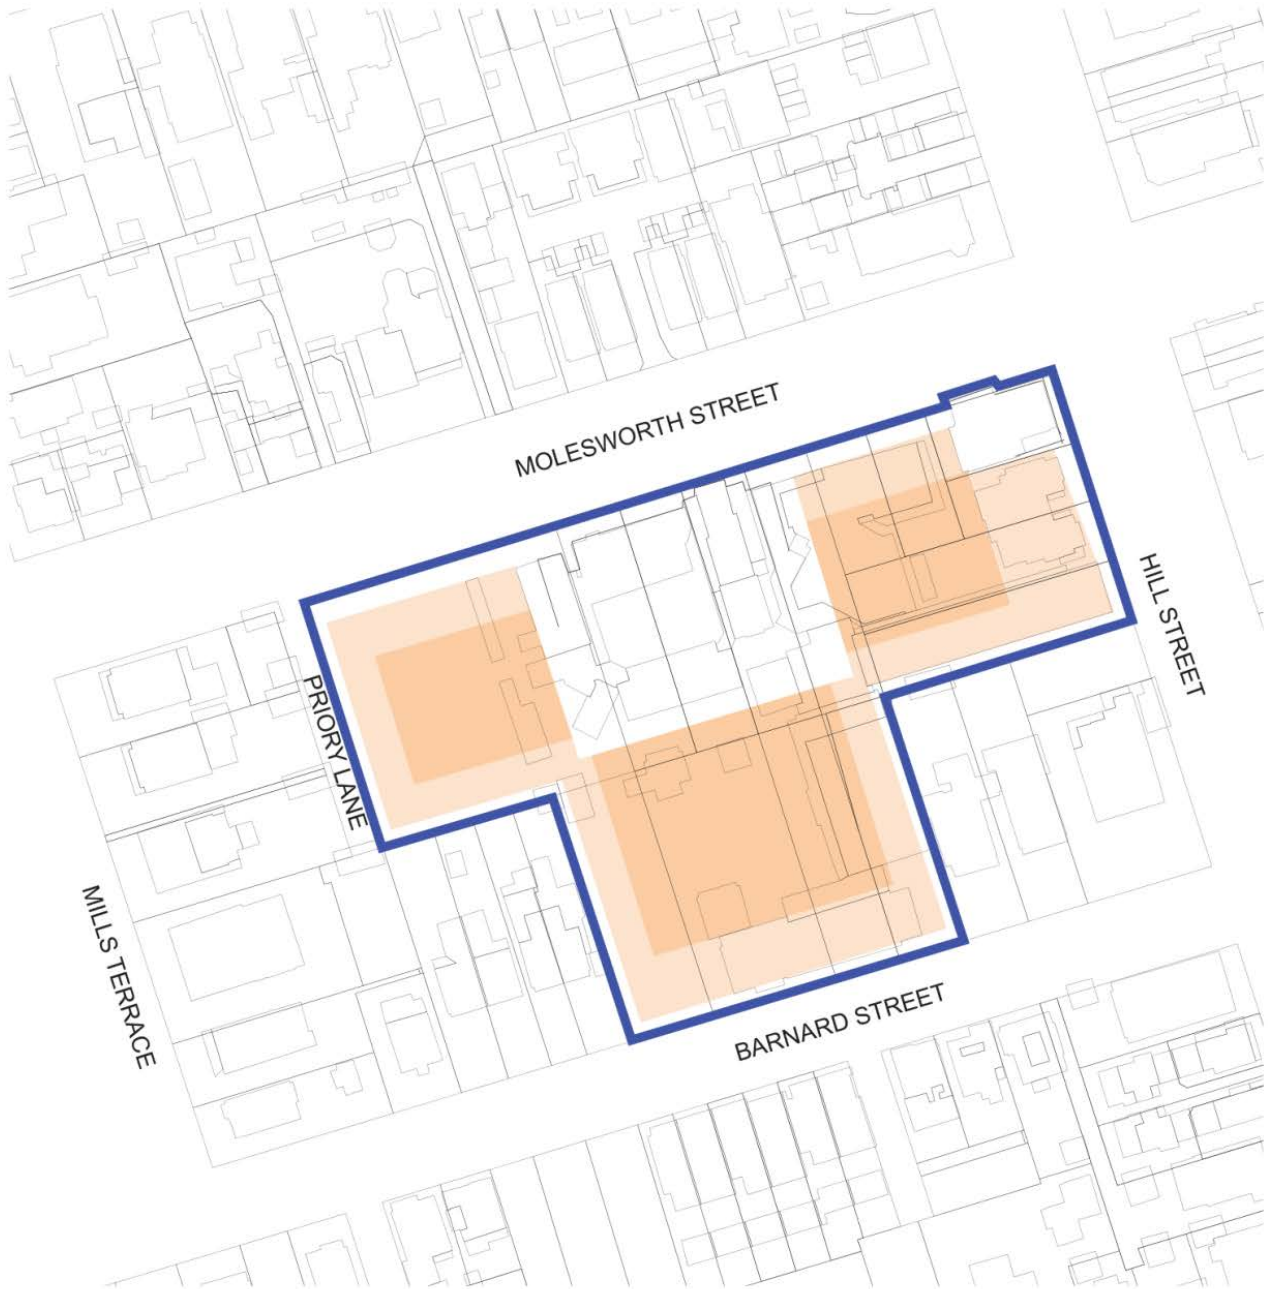 MOLESWORTH STREET
HILL STREET
PRIORY LANE
MILLS TERRACE
BARNARD STREET